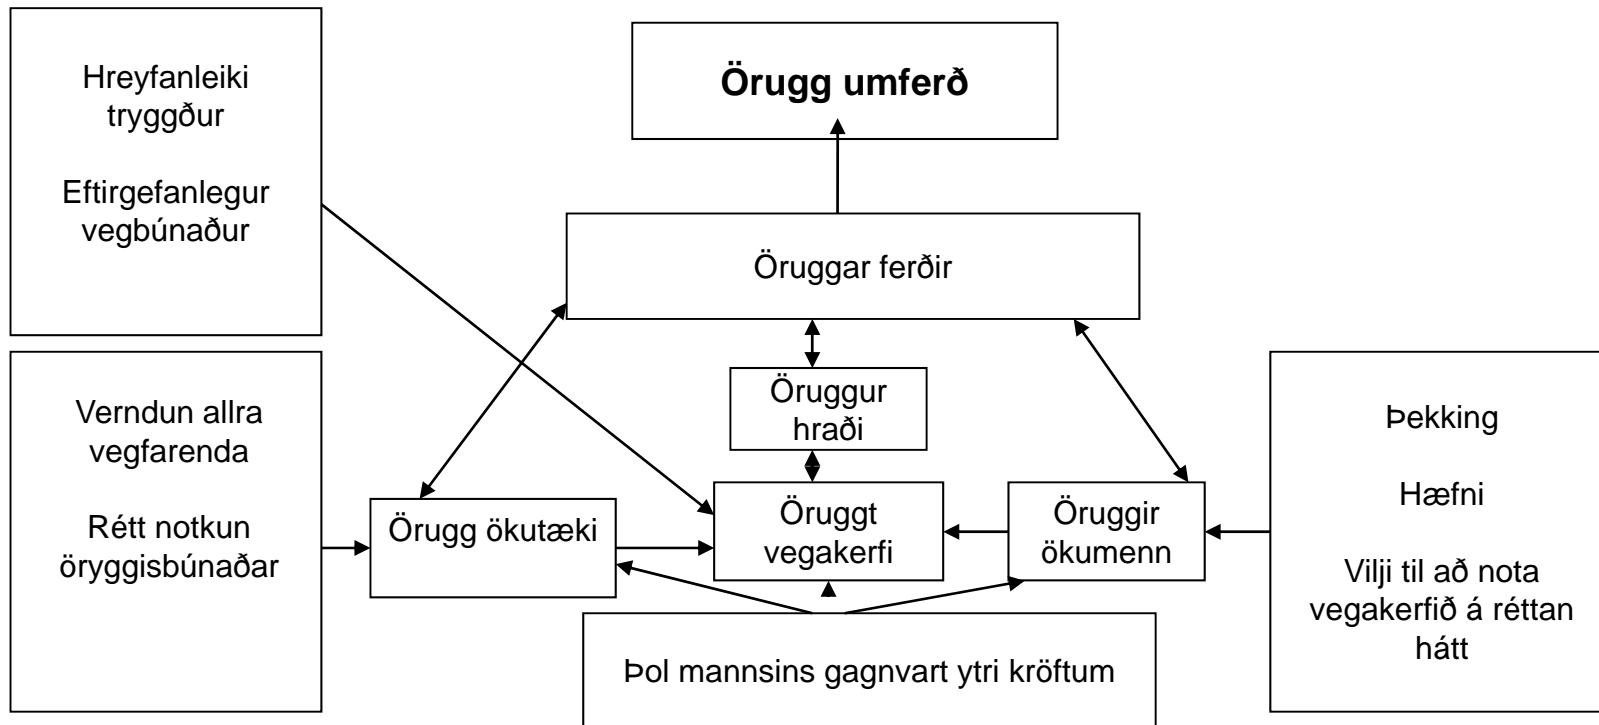 Hreyfanleiki
tryggður
Eftirgefanlegur
vegbúnaður
Örugg umferð
Öruggar ferðir
Öruggur
hraði
Verndun allra
vegfarenda
Rétt notkun
öryggisbúnaðar
Örugg ökutæki
Öruggt
vegakerfi
Öruggir
ökumenn
Þekking
Hæfni
Vilji til að nota
vegakerfið á réttan
hátt
Þol mannsins gagnvart ytri kröftum